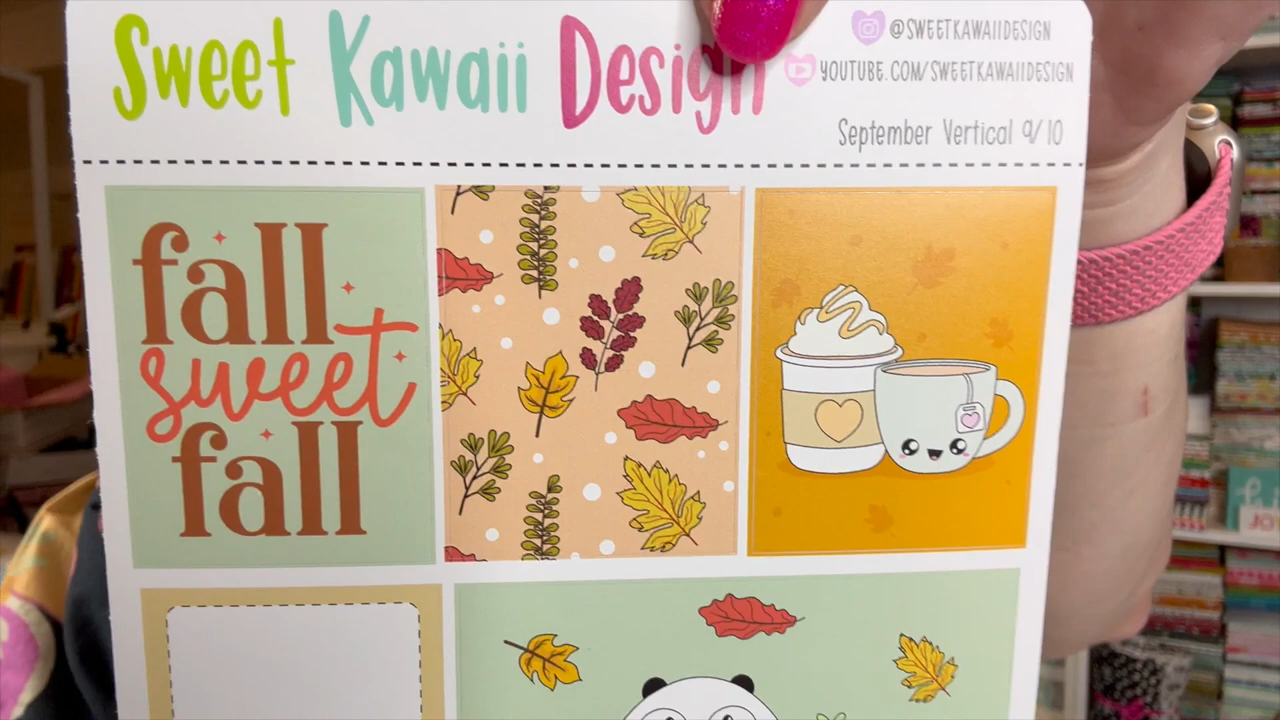 Sweet Kawaii Design
@SWEETKAWAIIDESIGN
YOUTUBE.COM/SWEETKAWAIIDESIGN
September Vertical 9/10
fall
sweet
fall